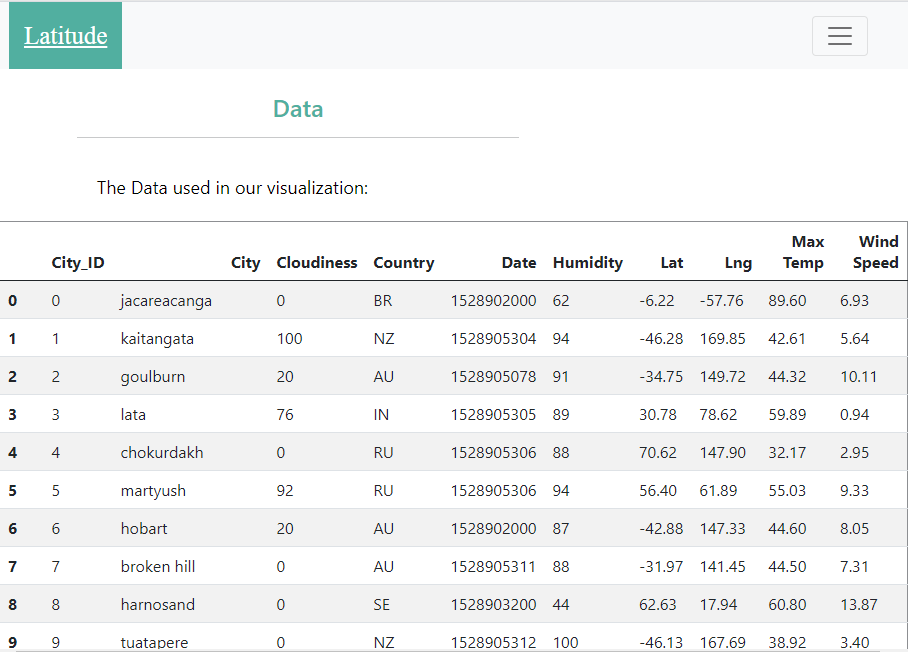 Latitude
Data
The Data used in our visualization:
City_ID City Cloudiness Country Date Humidity Lat Lng Max Temp Wind Speed
0 0 jacareacanga 0 BR 1528902000 62 -6.22 -57.76 89.60 6.93
1 1 kaitangata 100 NZ 1528905304 94 -46.28 169.85 42.61 5.64
2 2 goulburn 20 AU 1528905078 91 -34.75 149.72 44.32 10.11
3 3 lata 76 IN 1528905305 89 30.78 78.62 59.89 0.94
4 4 chokurdakh 0 RU 1528905306 88 70.62 147.90 32.17 2.95
5 5 martyush 92 RU 1528905306 94 56.40 61.89 55.03 9.33
6 6 hobart 20 AU 1528902000 87 -42.88 147.33 44.60 8.05
7 7 broken hill 0 AU 1528905311 88 -31.97 141.45 44.50 7.31
8 8 harnosand 0 SE 1528903200 44 62.63 17.94 60.80 13.87
9 9 tuatapere 0 NZ 1528905312 100 -46.13 167.69 38.92 3.40